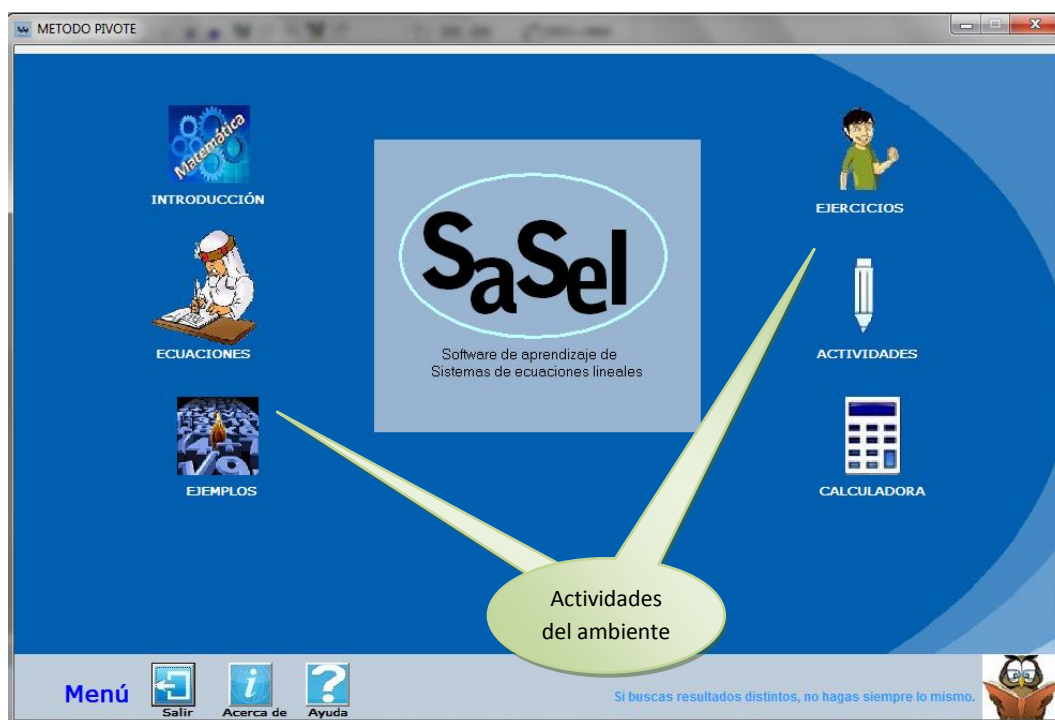 METODO PIVOTE
Matemática
INTRODUCCIÓN
ECUACIONES
EJEMPLOS
SaSel
Software de aprendizaje de
Sistemas de ecuaciones lineales
EJERCICIOS
ACTIVIDADES
CALCULADORA
Actividades
del ambiente
Menú
Salir
Acerca de
Ayuda
Si buscas resultados distintos, no hagas siempre lo mismo.